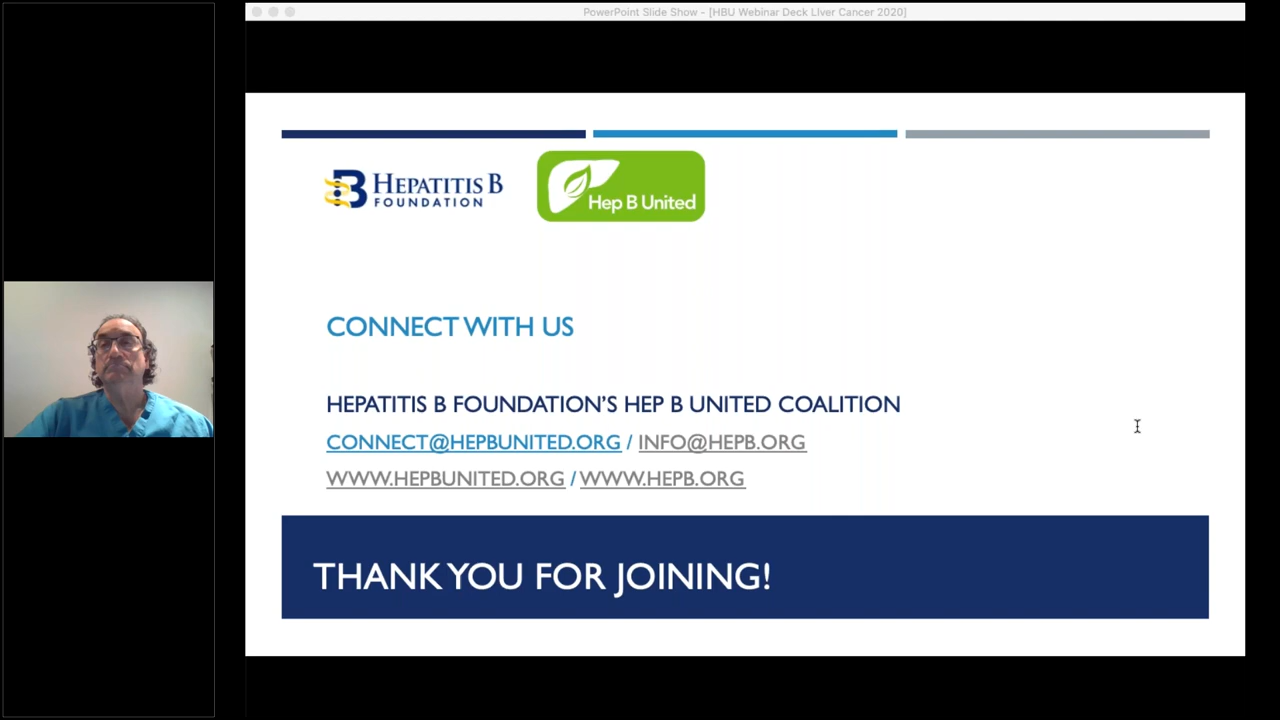 PowerPoint Slide Show - [HBU Webinar Deck LIver Cancer 2020]
HEPATITIS B
FOUNDATION
Hep B United
CONNECT WITH US
HEPATITIS B FOUNDATION'S HEP B UNITED COALITION
CONNECT@HEPBUNITED.ORG / INFO@HEPB.ORG
WWW.HEPBUNITED.ORG / WWW.HEPB.ORG
THANK YOU FOR JOINING!